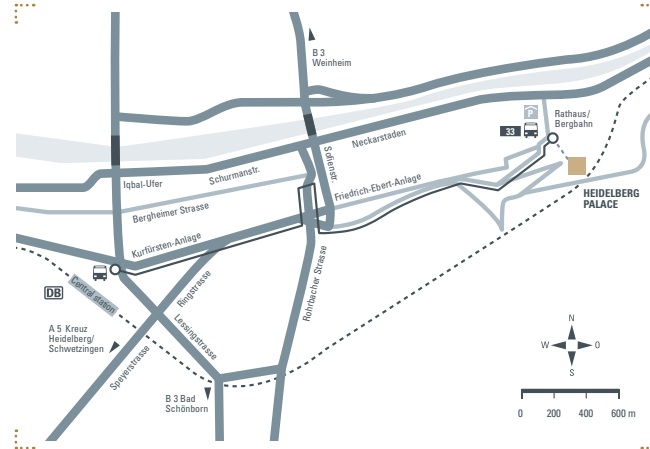 B 3
Weinheim
P
33
Rathaus/
Bergbahn
Neckarstaden
Sofienstr.
Iqbal-Ufer
Schurmanstr.
Friedrich-Ebert-Anlage
HEIDELBERG
PALACE
Bergheimer Strasse
Kurfürsten-Anlage
Rohrbacher Strasse
DB
Central station
Ringstrasse
Lessingstrasse
A 5 Kreuz
Heidelberg/
Schwetzingen
Speyerstrasse
B 3 Bad
Schönborn
N
W
O
S
0 200 400 600 m